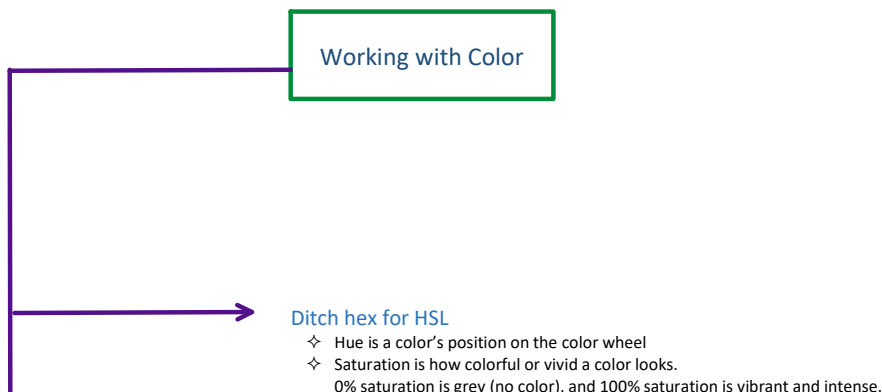 Working with Color
Ditch hex for HSL
✧ Hue is a color’s position on the color wheel
✧ Saturation is how colorful or vivid a color looks.
0% saturation is grey (no color), and 100% saturation is vibrant and intense.